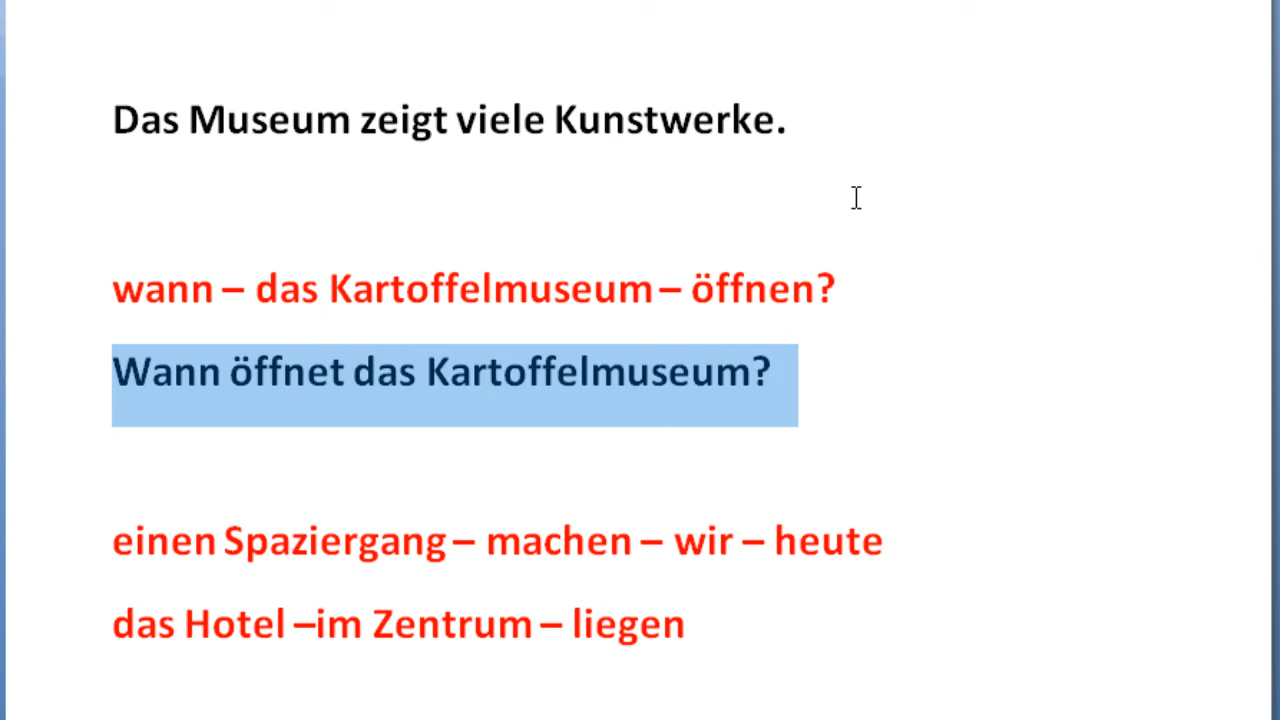 Das Museum zeigt viele Kunstwerke.
wann – das Kartoffelmuseum – öffnen?
Wann öffnet das Kartoffelmuseum?
einen Spaziergang – machen – wir – heute
das Hotel –im Zentrum – liegen